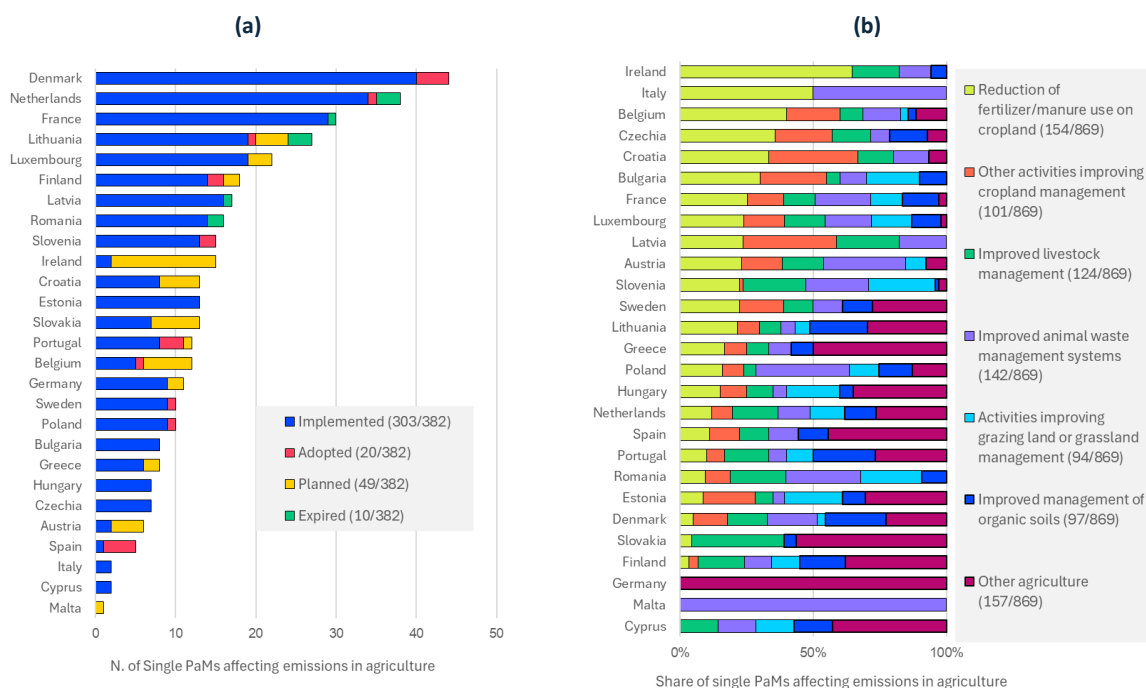 (a)
Denmark
Netherlands
France
Lithuania
Luxembourg
Finland
Latvia
Romania
Slovenia
Ireland
Croatia
Estonia
Slovakia
Portugal
Belgium
Germany
Sweden
Poland
Bulgaria
Greece
Hungary
Czechia
Austria
Spain
Italy
Cyprus
Malta
0 10 20 30 40 50
N. of Single PaMs affecting emissions in agriculture
Implemented (303/382)
Adopted (20/382)
Planned (49/382)
Expired (10/382)
(b)
Ireland
Italy
Belgium
Czechia
Croatia
Bulgaria
France
Luxembourg
Latvia
Austria
Slovenia
Sweden
Lithuania
Greece
Poland
Hungary
Netherlands
Spain
Portugal
Romania
Estonia
Denmark
Slovakia
Finland
Germany
Malta
Cyprus
0% 50% 100%
Share of single PaMs affecting emissions in agriculture
Reduction of
fertilizer/manure use on
cropland (154/869)
Other activities improving
cropland management
(101/869)
Improved livestock
management (124/869)
Improved animal waste
management systems
(142/869)
Activities improving
grazing land or grassland
management (94/869)
Improved management of
organic soils (97/869)
Other agriculture
(157/869)